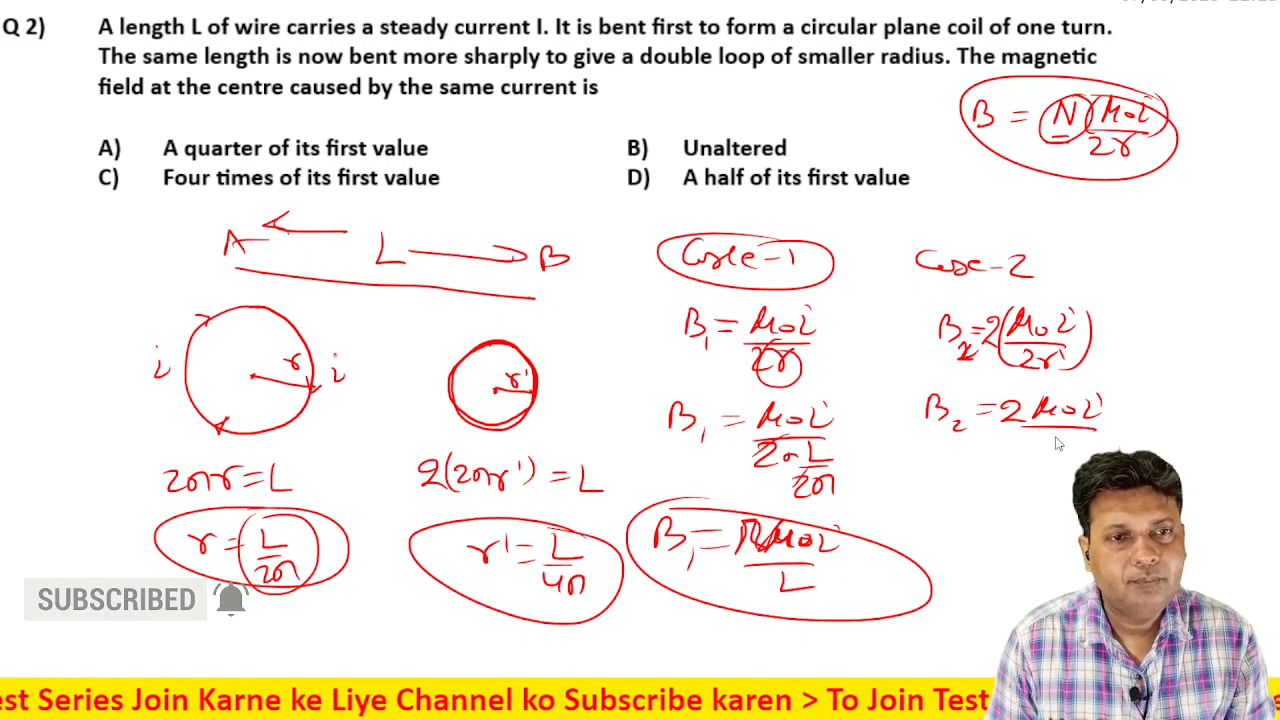 Q 2) A length L of wire carries a steady current I. It is bent first to form a circular plane coil of one turn.
The same length is now bent more sharply to give a double loop of smaller radius. The magnetic
field at the centre caused by the same current is
B = N μ0i/2r
A) A quarter of its first value B) Unaltered
C) Four times of its first value D) A half of its first value
A L B
Case-1 Case-2
i r i
r'
B1 = μ0i/2r
B2 = 2(μ0i/2r')
B1 = μ0i/2π L/2π
B2 = 2μ0i
2πr = L 2(2πr') = L
r = L/2π r' = L/4π B1 = πμ0i/L
SUBSCRIBED
est Series Join Karne ke Liye Channel ko Subscribe karen > To Join Test